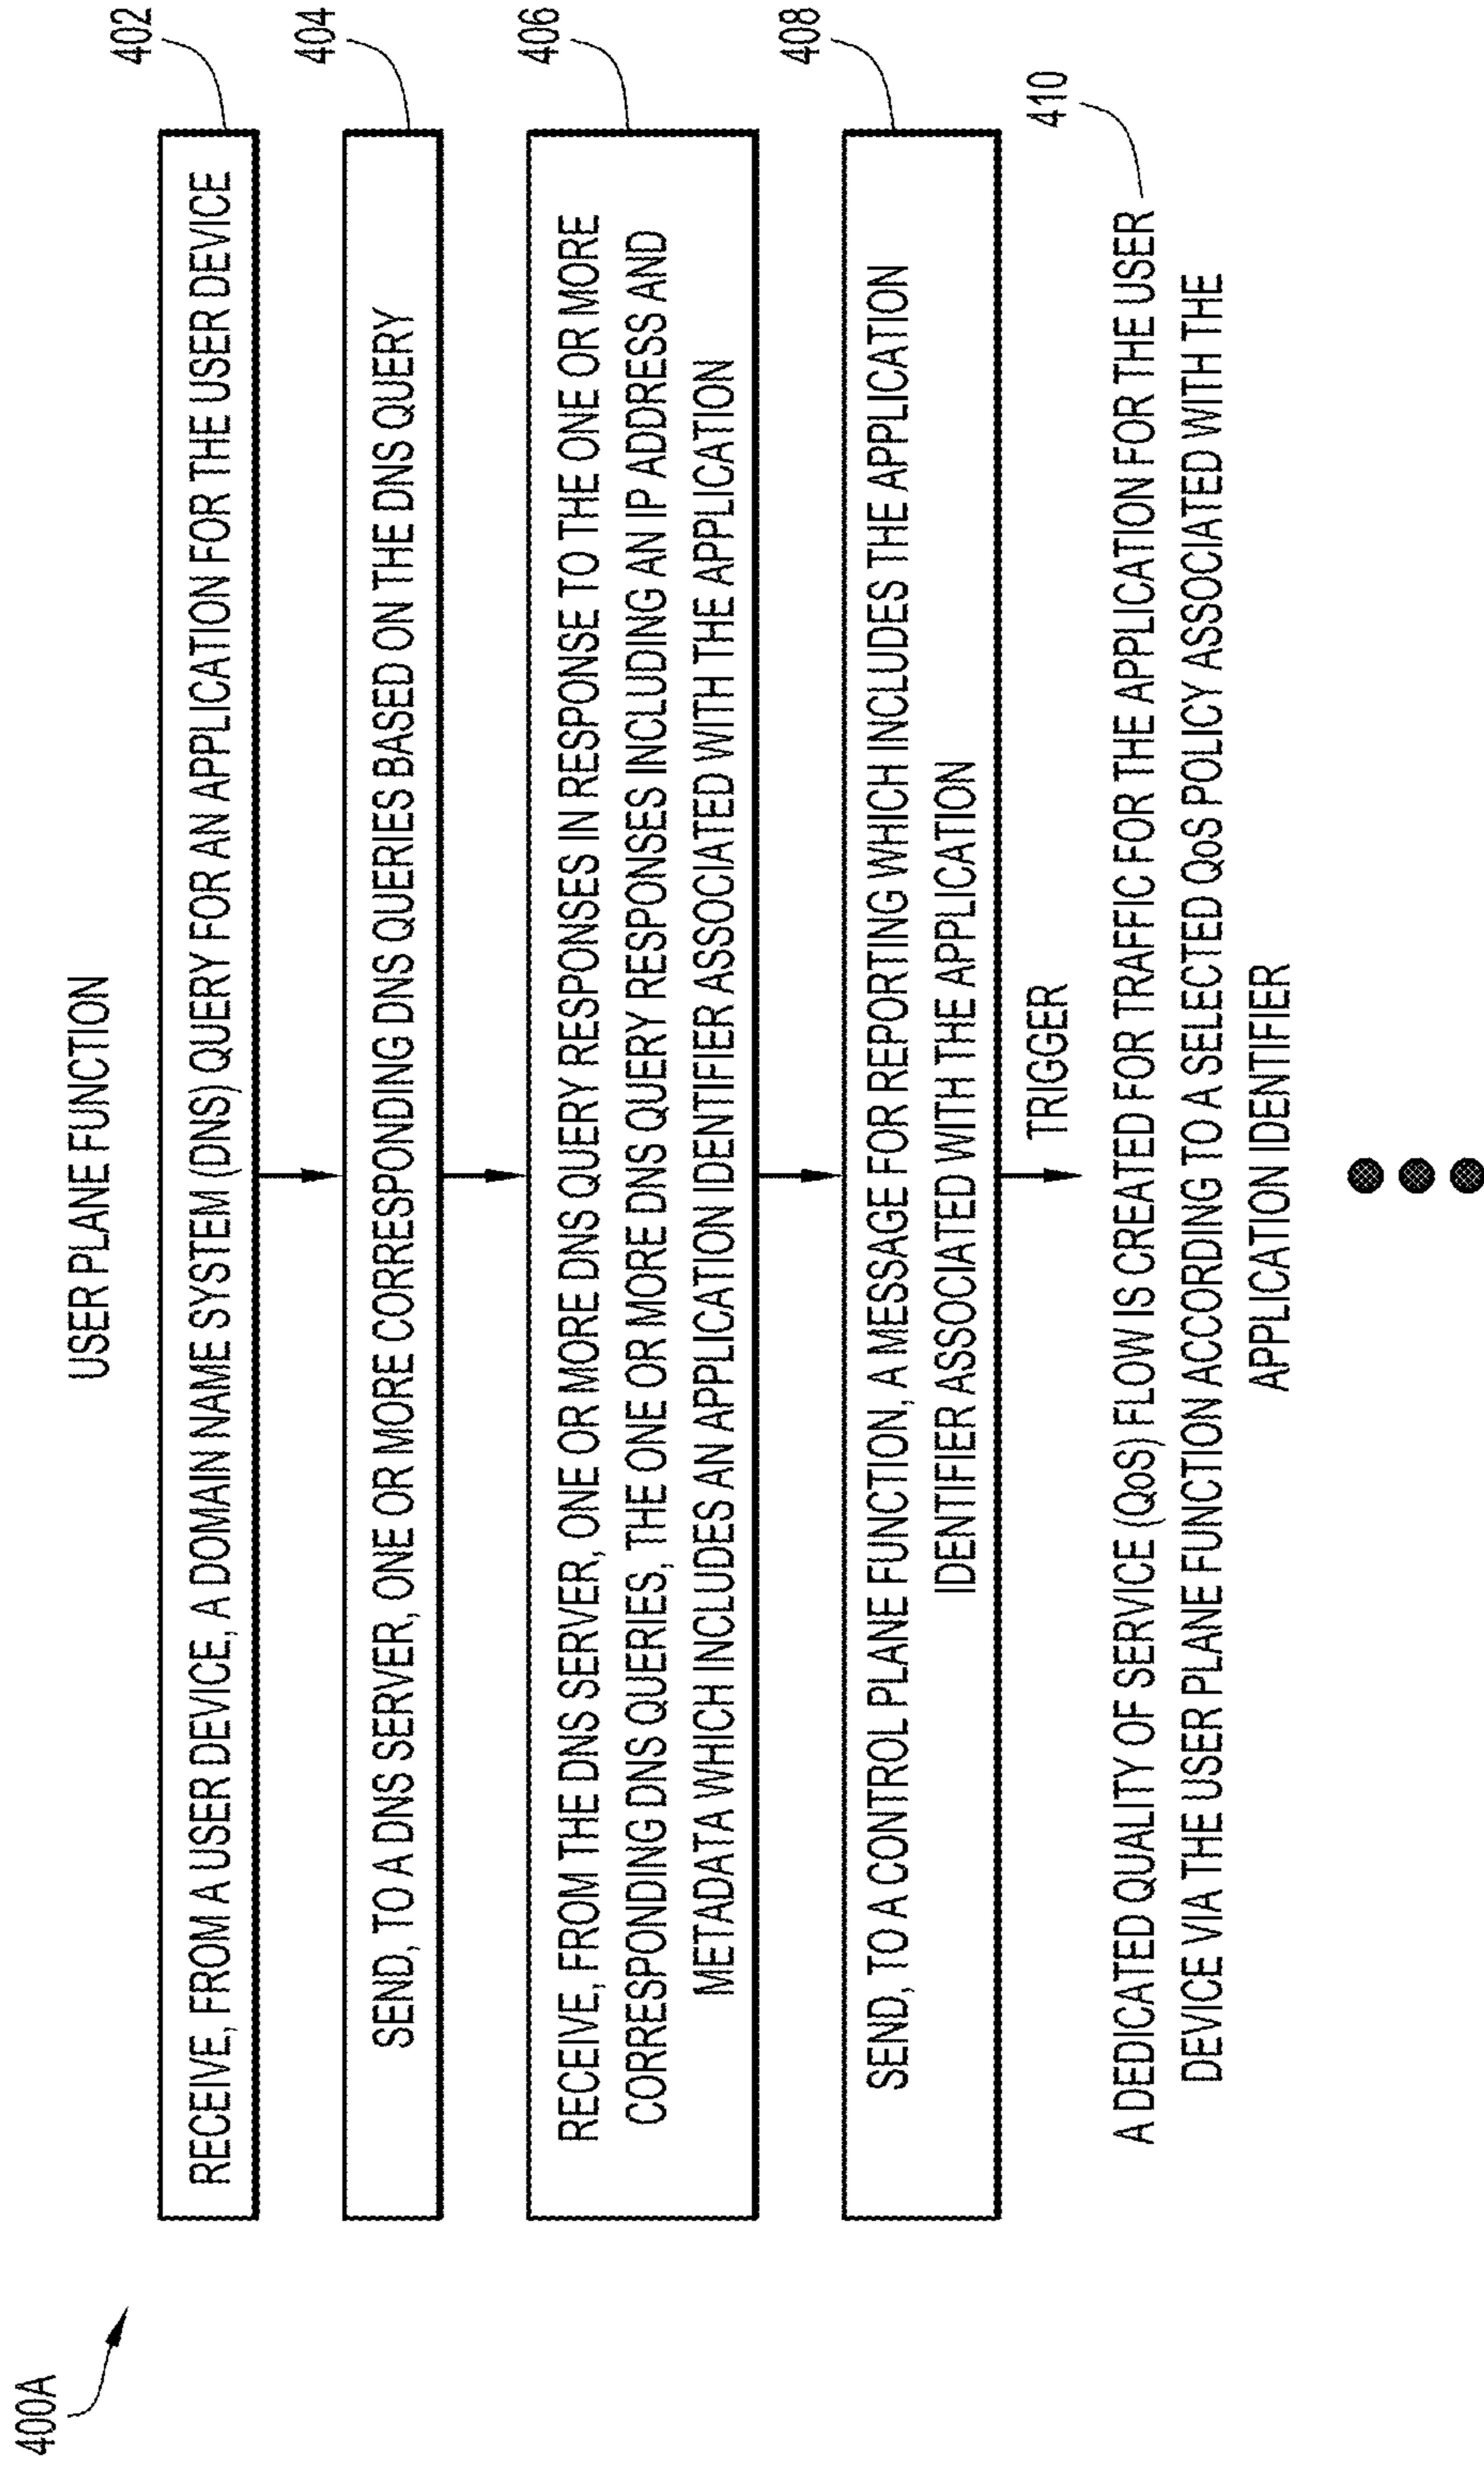 400A
USER PLANE FUNCTION
402
RECEIVE, FROM A USER DEVICE, A DOMAIN NAME SYSTEM (DNS) QUERY FOR AN APPLICATION FOR THE USER DEVICE
404
SEND, TO A DNS SERVER, ONE OR MORE CORRESPONDING DNS QUERIES BASED ON THE DNS QUERY
406
RECEIVE, FROM THE DNS SERVER, ONE OR MORE DNS QUERY RESPONSES IN RESPONSE TO THE ONE OR MORE
CORRESPONDING DNS QUERIES, THE ONE OR MORE DNS QUERY RESPONSES INCLUDING AN IP ADDRESS AND
METADATA WHICH INCLUDES AN APPLICATION IDENTIFIER ASSOCIATED WITH THE APPLICATION
408
SEND, TO A CONTROL PLANE FUNCTION, A MESSAGE FOR REPORTING WHICH INCLUDES THE APPLICATION
IDENTIFIER ASSOCIATED WITH THE APPLICATION
TRIGGER
410
A DEDICATED QUALITY OF SERVICE (QoS) FLOW IS CREATED FOR TRAFFIC FOR THE APPLICATION FOR THE USER
DEVICE VIA THE USER PLANE FUNCTION ACCORDING TO A SELECTED QoS POLICY ASSOCIATED WITH THE
APPLICATION IDENTIFIER